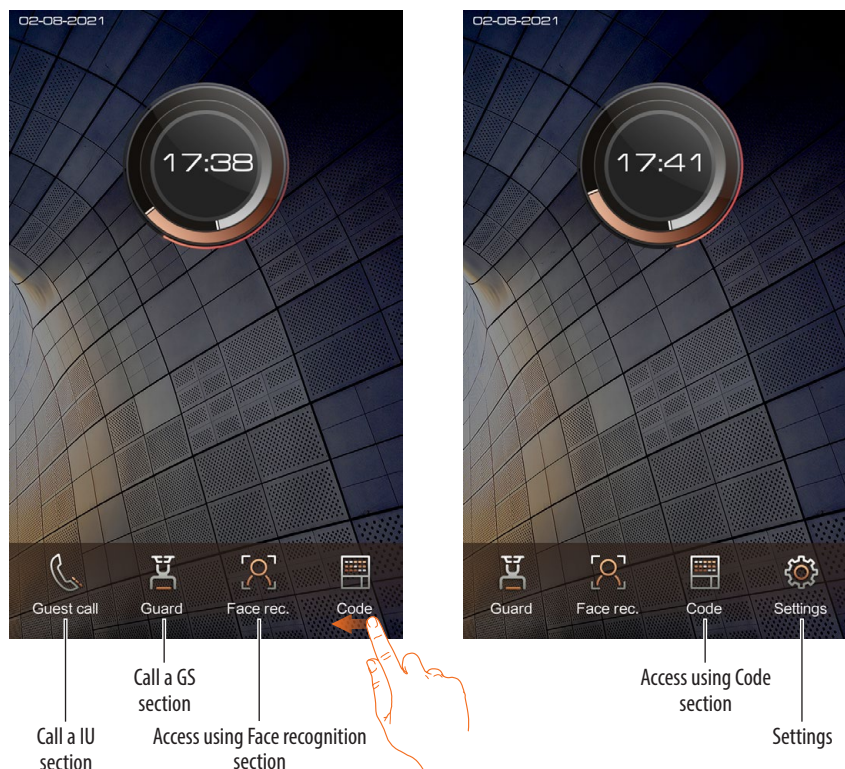 02-08-2021
17:38
Guest call
Guard
Face rec.
Code
Call a GS
section
Call a IU
section
Access using Face recognition
section
02-08-2021
17:41
Guard
Face rec.
Code
Settings
Access using Code
section
Settings